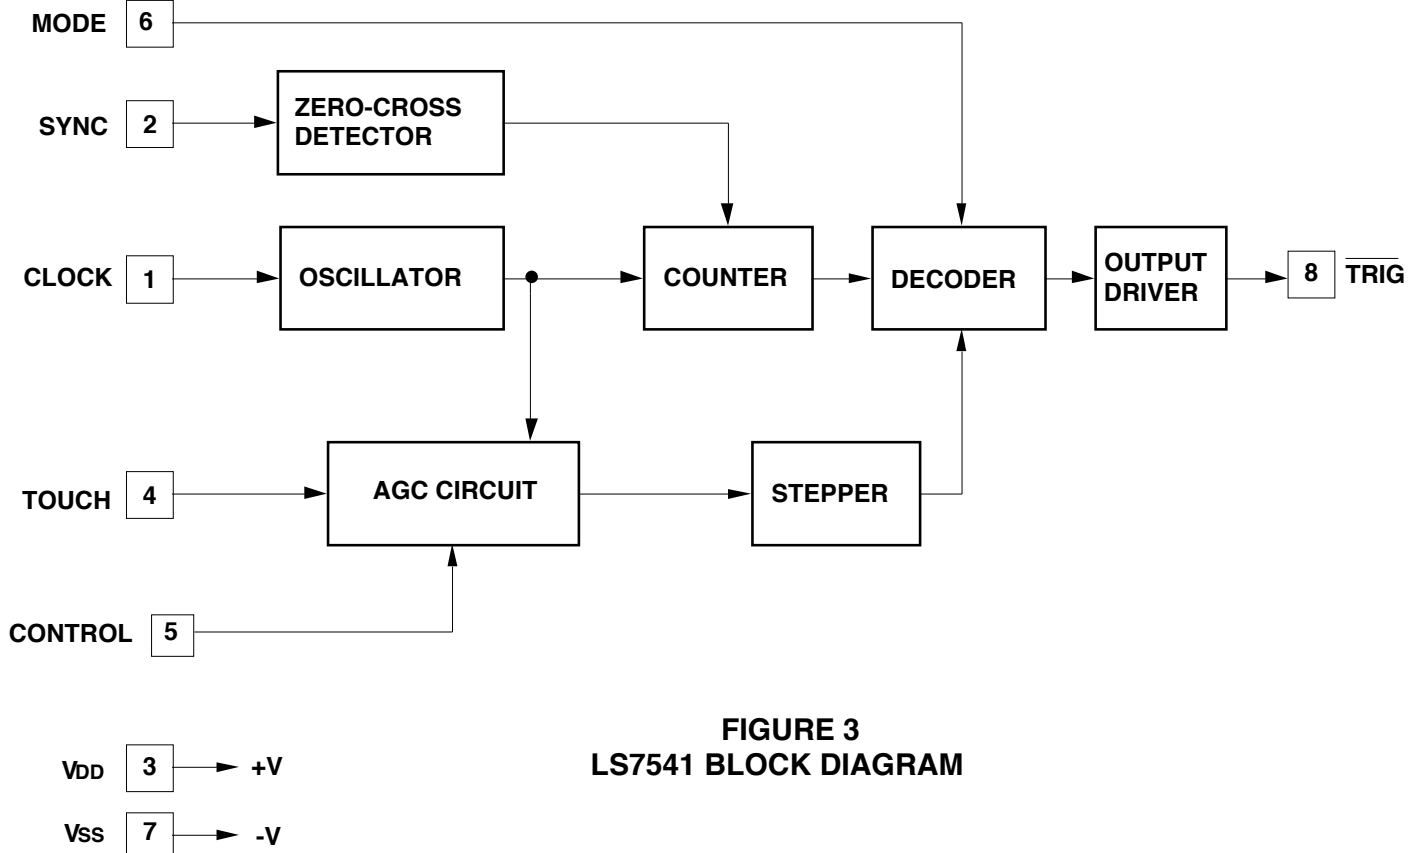 MODE 6
ZERO-CROSS
DETECTOR
SYNC 2
CLOCK 1 OSCILLATOR COUNTER DECODER
OUTPUT
DRIVER
8 TRIG
TOUCH 4 AGC CIRCUIT STEPPER
CONTROL 5
FIGURE 3
LS7541 BLOCK DIAGRAM
VDD 3 +V
VSS 7 -V